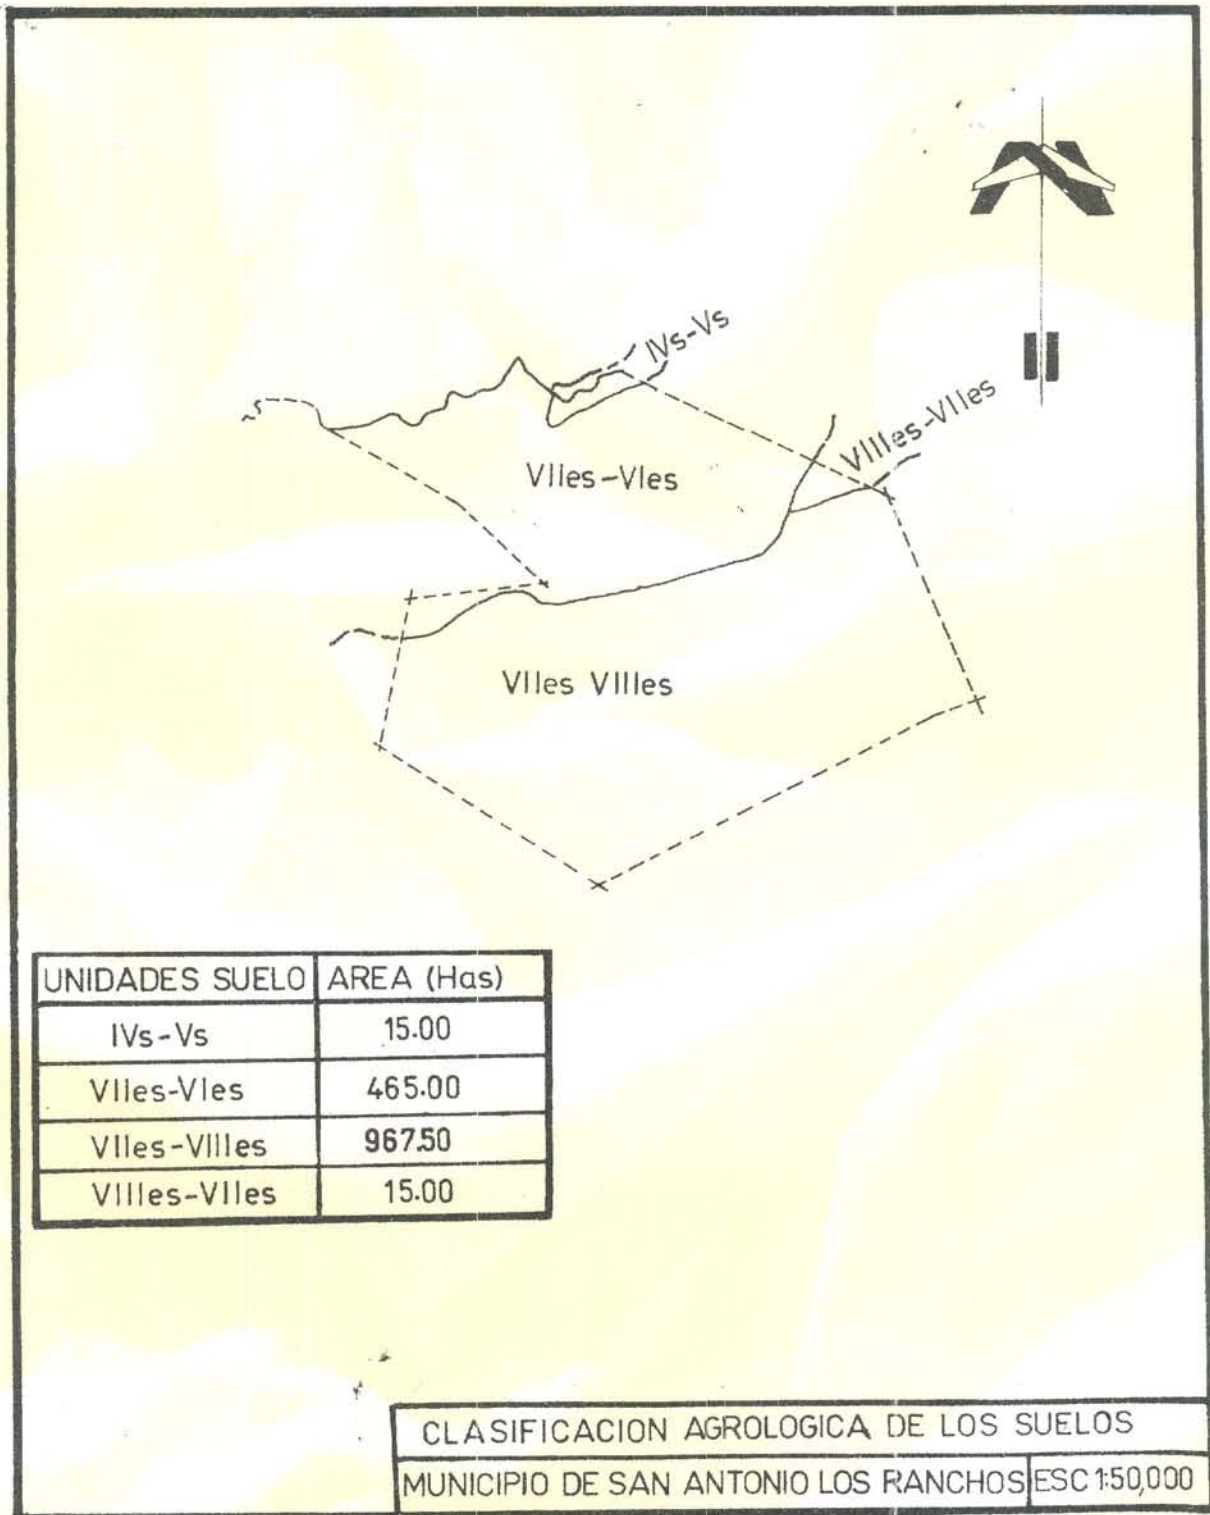 IVs-Vs
VIIIes-VIIes
VIIes-VIes
VIIes VIIIes
UNIDADES SUELO AREA (Has)
IVs-Vs 15.00
VIIes-VIes 465.00
VIIes-VIIIes 967.50
VIIIes-VIIes 15.00
CLASIFICACION AGROLOGICA DE LOS SUELOS
MUNICIPIO DE SAN ANTONIO LOS RANCHOS ESC 1:50,000